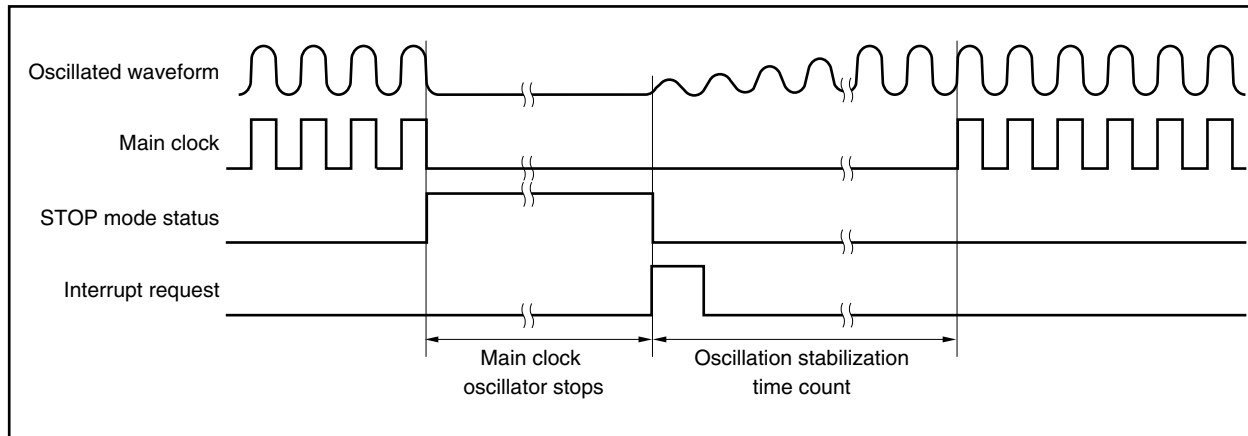 Oscillated waveform
Main clock
STOP mode status
Interrupt request
Main clock
oscillator stops
Oscillation stabilization
time count